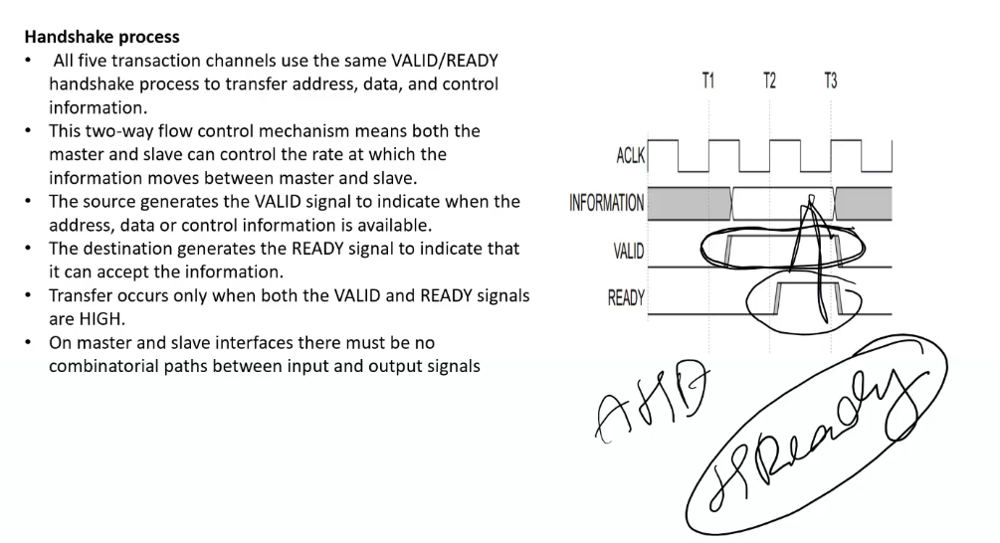 Handshake process
• All five transaction channels use the same VALID/READY
handshake process to transfer address, data, and control
information.
• This two-way flow control mechanism means both the
master and slave can control the rate at which the
information moves between master and slave.
• The source generates the VALID signal to indicate when the
address, data or control information is available.
• The destination generates the READY signal to indicate that
it can accept the information.
• Transfer occurs only when both the VALID and READY signals
are HIGH.
• On master and slave interfaces there must be no
combinatorial paths between input and output signals
T1 T2 T3
ACLK
INFORMATION
VALID
READY
AHB
HReady